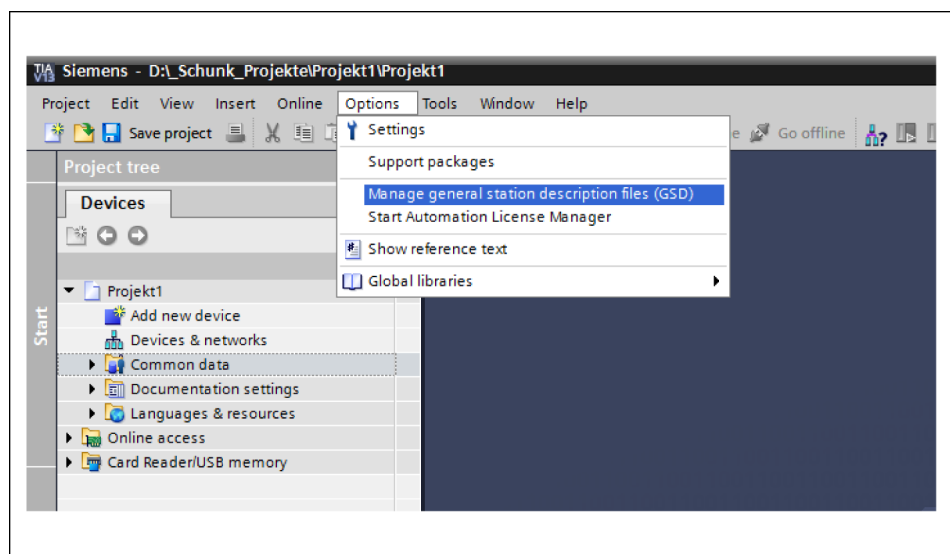 TIA V13 Siemens - D:\_Schunk_Projekte\Projekt1\Projekt1
Project Edit View Insert Online Options Tools Window Help
Save project
Go offline
Settings
Support packages
Manage general station description files (GSD)
Start Automation License Manager
Show reference text
Global libraries
Project tree
Devices
Start
Projekt1
Add new device
Devices & networks
Common data
Documentation settings
Languages & resources
Online access
Card Reader/USB memory